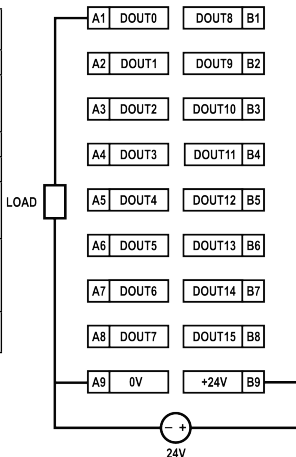 A1 DOUT0 DOUT8 B1
A2 DOUT1 DOUT9 B2
A3 DOUT2 DOUT10 B3
A4 DOUT3 DOUT11 B4
LOAD A5 DOUT4 DOUT12 B5
A6 DOUT5 DOUT13 B6
A7 DOUT6 DOUT14 B7
A8 DOUT7 DOUT15 B8
A9 0V +24V B9
− +
24V